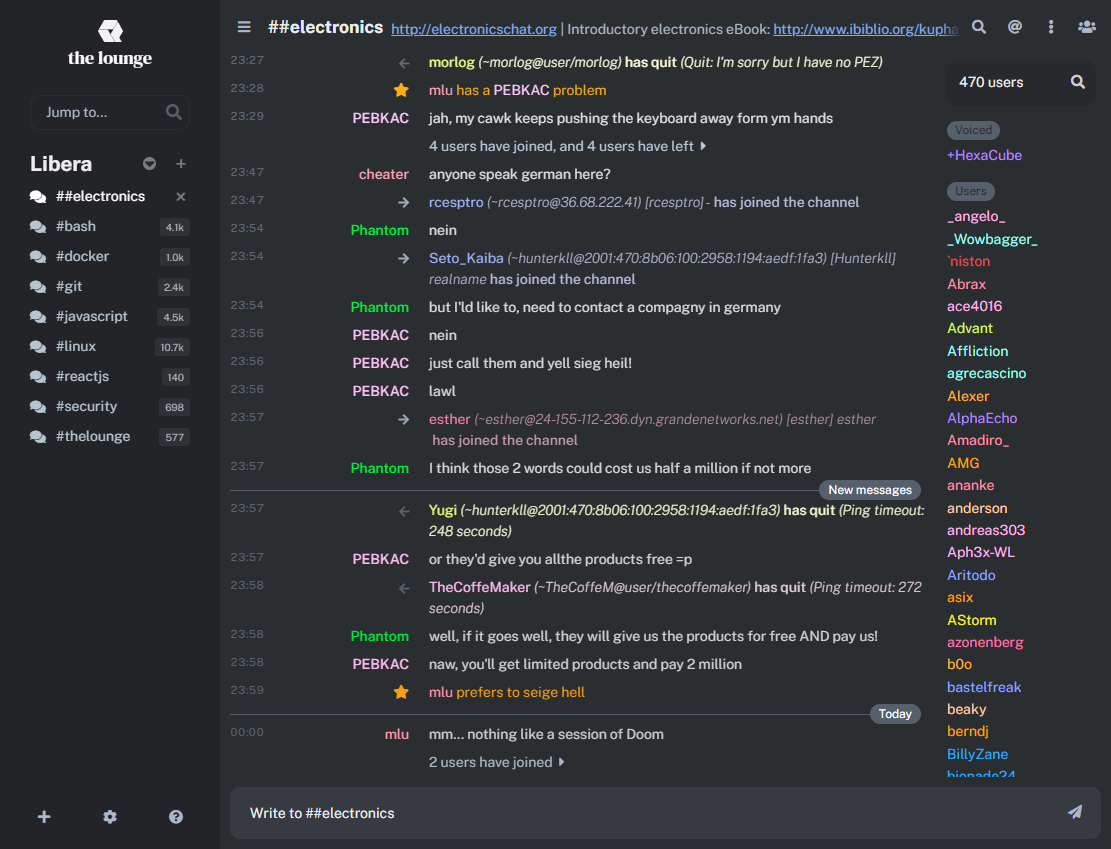 the lounge
Jump to...
Libera
##electronics
#bash 4.1k
#docker 1.0k
#git 2.4k
#javascript 4.5k
#linux 10.7k
#reactjs 140
#security 698
#thelounge 577
##electronics http://electronicschat.org | Introductory electronics eBook: http://www.ibiblio.org/kupha
23:27 morlog (~morlog@user/morlog) has quit (Quit: I'm sorry but I have no PEZ)
23:28 mlu has a PEBKAC problem
23:29 PEBKAC jah, my cawk keeps pushing the keyboard away form ym hands
4 users have joined, and 4 users have left
23:47 cheater anyone speak german here?
23:47 rcesptro (~rcesptro@36.68.222.41) [rcesptro] - has joined the channel
23:54 Phantom nein
23:54 Seto_Kaiba (~hunterkll@2001:470:8b06:100:2958:1194:aedf:1fa3) [Hunterkll]
realname has joined the channel
23:54 Phantom but I'ld like to, need to contact a compagny in germany
23:56 PEBKAC nein
23:56 PEBKAC just call them and yell sieg heil!
23:56 PEBKAC lawl
23:57 esther (~esther@24-155-112-236.dyn.grandenetworks.net) [esther] esther
has joined the channel
23:57 Phantom I think those 2 words could cost us half a million if not more
New messages
23:57 Yugi (~hunterkll@2001:470:8b06:100:2958:1194:aedf:1fa3) has quit (Ping timeout:
248 seconds)
23:57 PEBKAC or they'd give you allthe products free =p
23:58 TheCoffeMaker (~TheCoffeM@user/thecoffemaker) has quit (Ping timeout: 272
seconds)
23:58 Phantom well, if it goes well, they will give us the products for free AND pay us!
23:58 PEBKAC naw, you'll get limited products and pay 2 million
23:59 mlu prefers to seige hell
Today
00:00 mlu mm... nothing like a session of Doom
2 users have joined
Write to ##electronics
470 users
Voiced
+HexaCube
Users
_angelo_
_Wowbagger_
`niston
Abrax
ace4016
Advant
Affliction
agrecascino
Alexer
AlphaEcho
Amadiro_
AMG
ananke
anderson
andreas303
Aph3x-WL
Aritodo
asix
AStorm
azonenberg
b0o
bastelfreak
beaky
berndj
BillyZane
bionade24